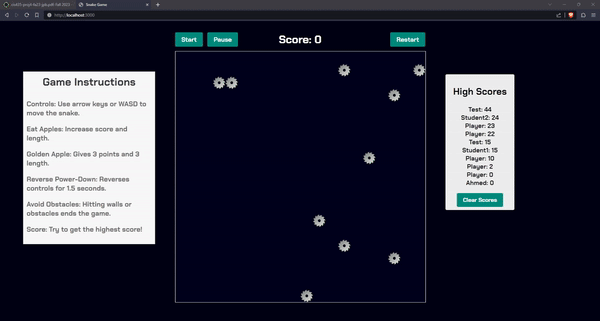 Snake Game
http://localhost:3000
Start
Pause
Score: 0
Restart
Game Instructions
Controls: Use arrow keys or WASD to
move the snake.
Eat Apples: Increase score and
length.
Golden Apple: Gives 3 points and 3
length.
Reverse Power-Down: Reverses
controls for 1.5 seconds.
Avoid Obstacles: Hitting walls or
obstacles ends the game.
Score: Try to get the highest score!
High Scores
Test: 44
Student2: 24
Player: 23
Player: 22
Test: 15
Student1: 15
Player: 10
Player: 2
Player: 0
Ahmed: 0
Clear Scores